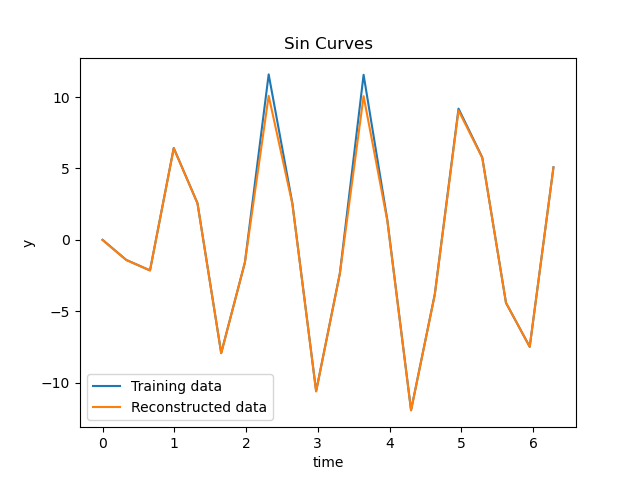 Sin Curves
10
5
0
−5
−10
y
Training data
Reconstructed data
0 1 2 3 4 5 6
time